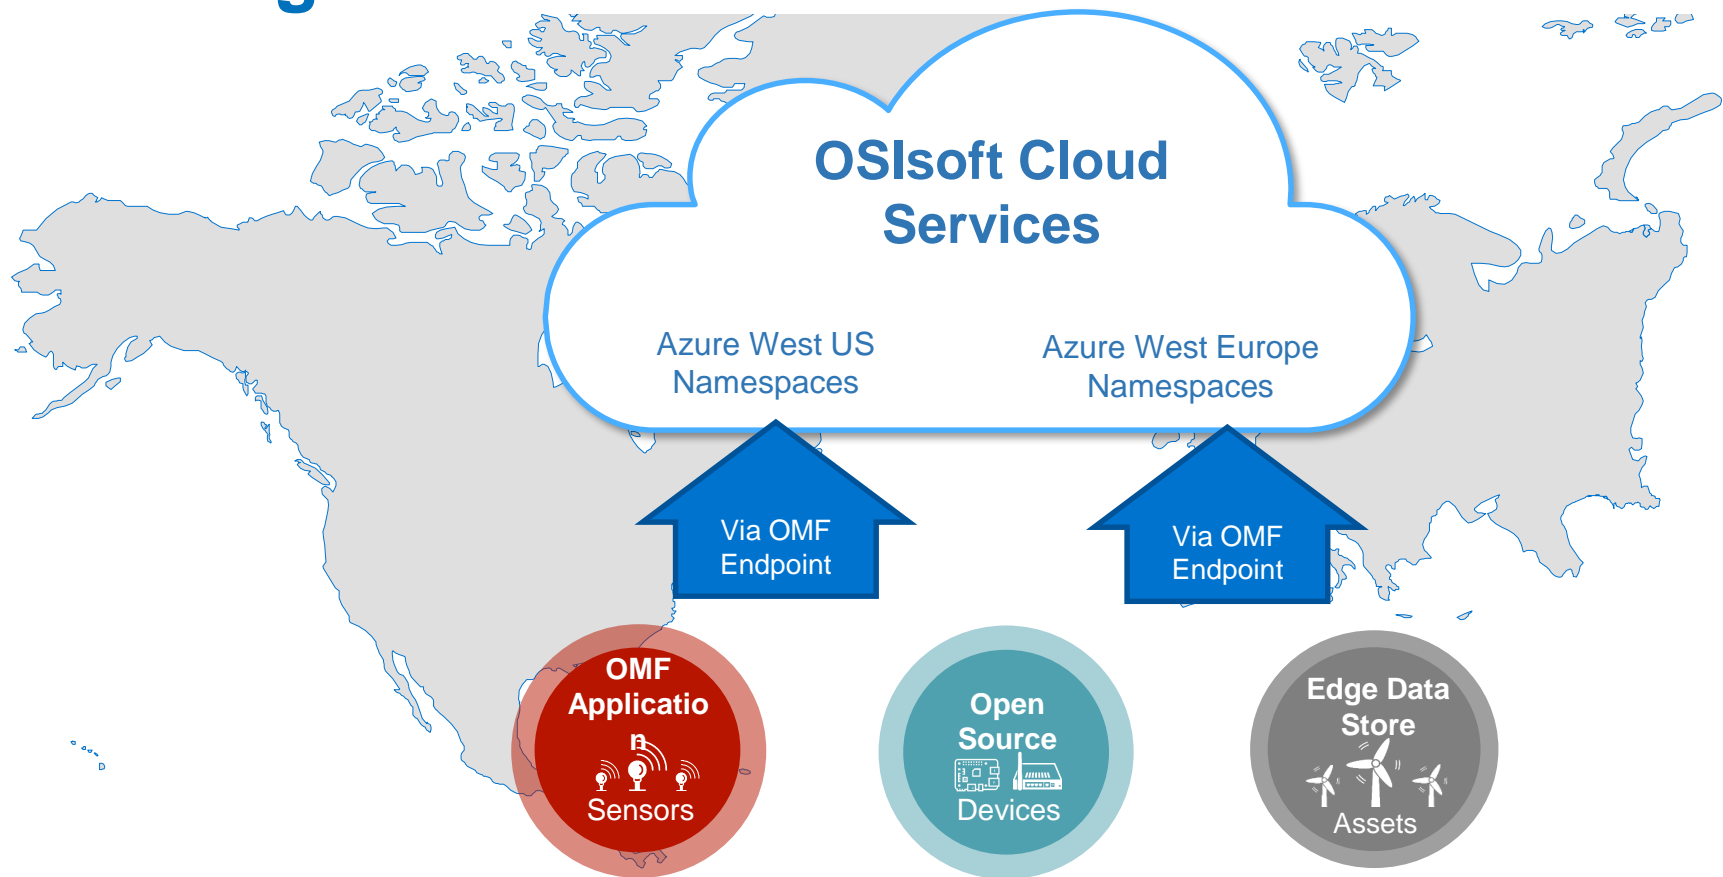 OSIsoft Cloud
Services
Azure West US
Namespaces
Azure West Europe
Namespaces
Via OMF
Endpoint
Via OMF
Endpoint
OMF
Applicatio
n
Sensors
Open
Source
Devices
Edge Data
Store
Assets